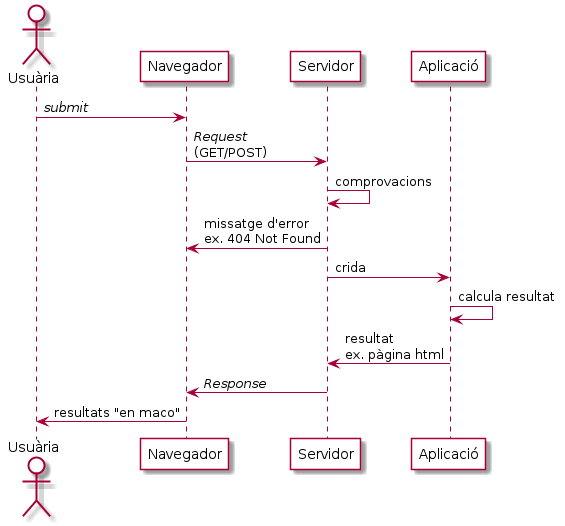 Usuària
Navegador
Servidor
Aplicació
submit
Request
(GET/POST)
comprovacions
missatge d'error
ex. 404 Not Found
crida
calcula resultat
resultat
ex. pàgina html
Response
resultats "en maco"
Usuària
Navegador
Servidor
Aplicació